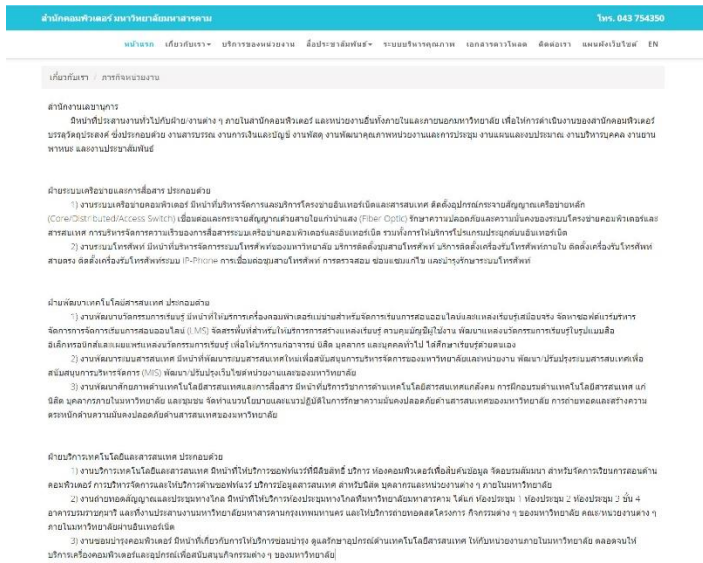 สำนักคอมพิวเตอร์ มหาวิทยาลัยมหาสารคาม โทร. 043 754350
หน้าแรก เกี่ยวกับเรา บริการของหน่วยงาน สื่อประชาสัมพันธ์ ระบบบริหารคุณภาพ เอกสารดาวโหลด ติดต่อเรา แผนผังเว็บไซต์ EN
เกี่ยวกับเรา / ภารกิจหน่วยงาน
สำนักงานเลขานุการ
มีหน้าที่ประสานงานทั่วไปกับฝ่าย/งานต่าง ๆ ภายในสำนักคอมพิวเตอร์ และหน่วยงานอื่นทั้งภายในและภายนอกมหาวิทยาลัย เพื่อให้การดำเนินงานของสำนักคอมพิวเตอร์
บรรลุวัตถุประสงค์ ซึ่งประกอบด้วย งานสารบรรณ งานการเงินและบัญชี งานพัสดุ งานพัฒนาคุณภาพหน่วยงานและการประชุม งานแผนและงบประมาณ งานบริหารบุคคล งานยาน
พาหนะ และงานประชาสัมพันธ์
ฝ่ายระบบเครือข่ายและการสื่อสาร ประกอบด้วย
1) งานระบบเครือข่ายคอมพิวเตอร์ มีหน้าที่บริหารจัดการและบริการโครงข่ายอินเทอร์เน็ตและสารสนเทศ ติดตั้งอุปกรณ์กระจายสัญญาณเครือข่ายหลัก
(Core/Distributed/Access Switch) เชื่อมต่อและกระจายสัญญาณด้วยสายใยแก้วนำแสง (Fiber Optic) รักษาความปลอดภัยและความมั่นคงของระบบโครงข่ายคอมพิวเตอร์และ
สารสนเทศ การบริหารจัดการความเร็วของการสื่อสารระบบเครือข่ายคอมพิวเตอร์และอินเทอร์เน็ต รวมทั้งการให้บริการโปรแกรมประยุกต์บนอินเทอร์เน็ต
2) งานระบบโทรศัพท์ มีหน้าที่บริหารจัดการระบบโทรศัพท์ของมหาวิทยาลัย บริการติดตั้งชุมสายโทรศัพท์ บริการติดตั้งเครื่องรับโทรศัพท์ภายใน ติดตั้งเครื่องรับโทรศัพท์
สายตรง ติดตั้งเครื่องรับโทรศัพท์ระบบ IP-Phone การเชื่อมต่อชุมสายโทรศัพท์ การตรวจสอบ ซ่อมแซมแก้ไข และบำรุงรักษาระบบโทรศัพท์
ฝ่ายพัฒนาเทคโนโลยีสารสนเทศ ประกอบด้วย
1) งานพัฒนานวัตกรรมการเรียนรู้ มีหน้าที่ให้บริการเครื่องคอมพิวเตอร์แม่ข่ายสำหรับจัดการเรียนการสอนออนไลน์และแหล่งเรียนรู้เสมือนจริง จัดหาซอฟต์แวร์บริหาร
จัดการการจัดการเรียนการสอนออนไลน์ (LMS) จัดสรรพื้นที่สำหรับให้บริการการสร้างแหล่งเรียนรู้ ควบคุมบัญชีผู้ใช้งาน พัฒนาแหล่งนวัตกรรมการเรียนรู้ในรูปแบบสื่อ
อิเล็กทรอนิกส์และเผยแพร่แหล่งนวัตกรรมการเรียนรู้ เพื่อให้บริการแก่อาจารย์ นิสิต บุคลากร และบุคคลทั่วไป ได้ศึกษาเรียนรู้ด้วยตนเอง
2) งานพัฒนาระบบสารสนเทศ มีหน้าที่พัฒนาระบบสารสนเทศใหม่เพื่อสนับสนุนการบริหารจัดการของมหาวิทยาลัยและหน่วยงาน พัฒนา/ปรับปรุงระบบสารสนเทศเพื่อ
สนับสนุนการบริหารจัดการ (MIS) พัฒนา/ปรับปรุงเว็บไซต์หน่วยงานและของมหาวิทยาลัย
3) งานพัฒนาศักยภาพด้านเทคโนโลยีสารสนเทศและการสื่อสาร มีหน้าที่บริการวิชาการด้านเทคโนโลยีสารสนเทศแก่สังคม การฝึกอบรมด้านเทคโนโลยีสารสนเทศ แก่
นิสิต บุคลากรภายในมหาวิทยาลัย และชุมชน จัดทำแนวนโยบายและแนวปฏิบัติในการรักษาความมั่นคงปลอดภัยด้านสารสนเทศของมหาวิทยาลัย การถ่ายทอดและสร้างความ
ตระหนักด้านความมั่นคงปลอดภัยด้านสารสนเทศของมหาวิทยาลัย
ฝ่ายบริการเทคโนโลยีและสารสนเทศ ประกอบด้วย
1) งานบริการเทคโนโลยีและสารสนเทศ มีหน้าที่ให้บริการซอฟท์แวร์ที่มีลิขสิทธิ์ บริการ ห้องคอมพิวเตอร์เพื่อสืบค้นข้อมูล จัดอบรมสัมมนา สำหรับจัดการเรียนการสอนด้าน
คอมพิวเตอร์ การบริหารจัดการและให้บริการด้านซอฟท์แวร์ บริการข้อมูลสารสนเทศ สำหรับนิสิต บุคลากรและหน่วยงานต่าง ๆ ภายในมหาวิทยาลัย
2) งานถ่ายทอดสัญญาณและประชุมทางไกล มีหน้าที่ให้บริการห้องประชุมทางไกลที่มหาวิทยาลัยมหาสารคาม ได้แก่ ห้องประชุม 1 ห้องประชุม 2 ห้องประชุม 3 ชั้น 4
อาคารบรมราชกุมารี และที่งานประสานงานมหาวิทยาลัยมหาสารคามกรุงเทพมหานคร และให้บริการถ่ายทอดสดโครงการ กิจกรรมต่าง ๆ ของมหาวิทยาลัย คณะ/หน่วยงานต่าง ๆ
ภายในมหาวิทยาลัยผ่านอินเทอร์เน็ต
3) งานซ่อมบำรุงคอมพิวเตอร์ มีหน้าที่เกี่ยวกับการให้บริการซ่อมบำรุง ดูแลรักษาอุปกรณ์ด้านเทคโนโลยีสารสนเทศ ให้กับหน่วยงานภายในมหาวิทยาลัย ตลอดจนให้
บริการเครื่องคอมพิวเตอร์และอุปกรณ์เพื่อสนับสนุนกิจกรรมต่าง ๆ ของมหาวิทยาลัย